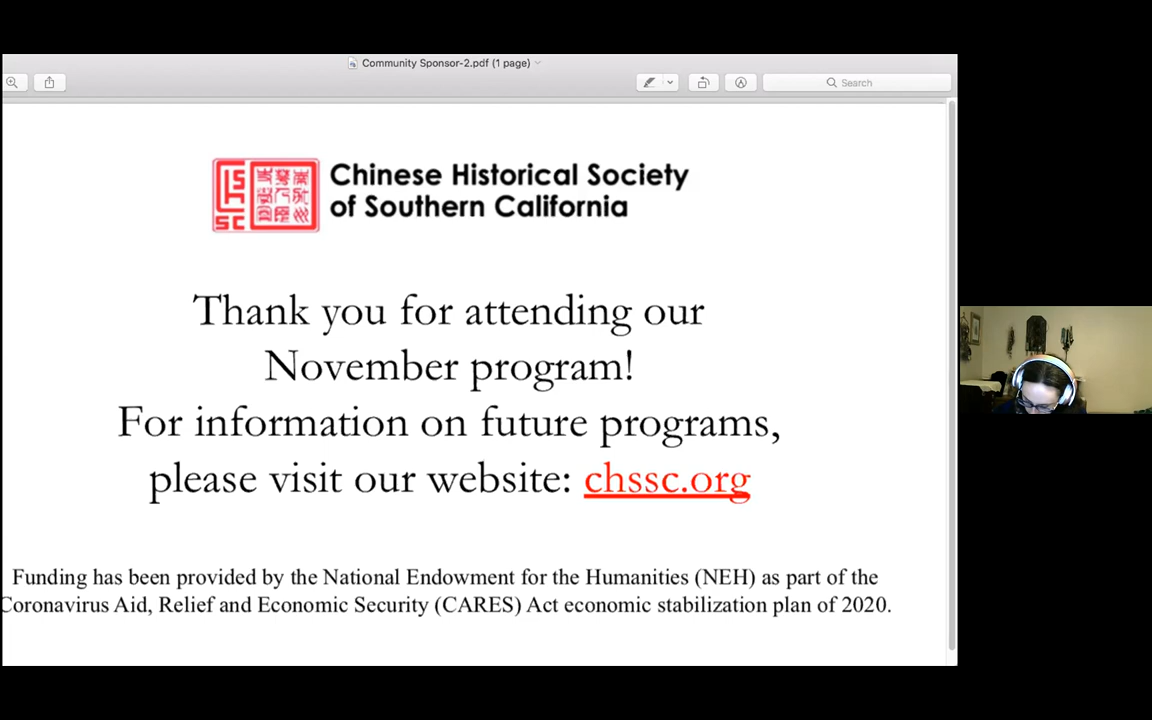 Community Sponsor-2.pdf (1 page)
Search
CHSSC
Chinese Historical Society
of Southern California
Thank you for attending our
November program!
For information on future programs,
please visit our website: chssc.org
Funding has been provided by the National Endowment for the Humanities (NEH) as part of the
Coronavirus Aid, Relief and Economic Security (CARES) Act economic stabilization plan of 2020.